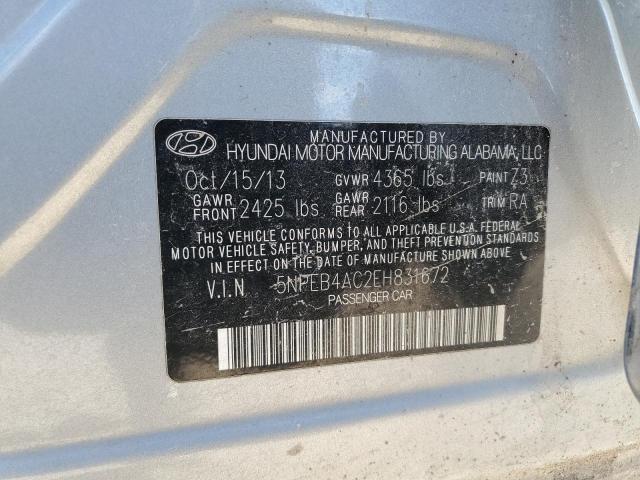 MANUFACTURED BY
HYUNDAI MOTOR MANUFACTURING ALABAMA, LLC
Oct/15/13 GVWR 4365 lbs PAINT Z3
GAWR FRONT 2425 lbs GAWR REAR 2116 lbs TRIM RA
THIS VEHICLE CONFORMS TO ALL APPLICABLE U.S.A. FEDERAL
MOTOR VEHICLE SAFETY, BUMPER, AND THEFT PREVENTION STANDARDS
IN EFFECT ON THE DATE OF MANUFACTURE SHOWN ABOVE
V.I.N 5NPEB4AC2EH831672
PASSENGER CAR